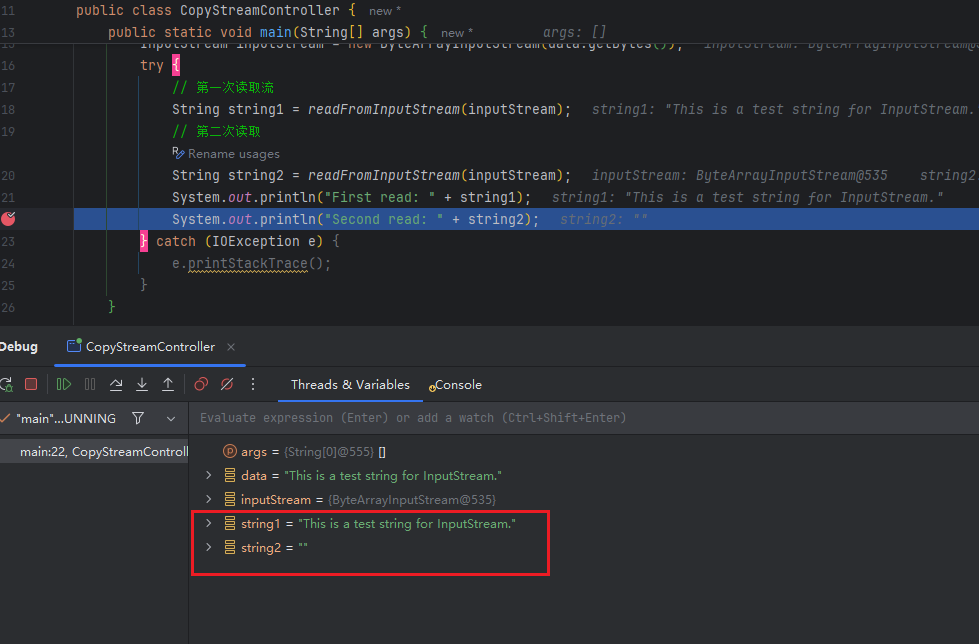 11 public class CopyStreamController { new *
13 public static void main(String[] args) { new * args: []
15 InputStream inputStream = new ByteArrayInputStream(data.getBytes()); inputStream: ByteArrayInputStream@5
16 try {
17 // 第一次读取流
18 String string1 = readFromInputStream(inputStream); string1: "This is a test string for InputStream.
19 // 第二次读取
Rename usages
20 String string2 = readFromInputStream(inputStream); inputStream: ByteArrayInputStream@535 string2
21 System.out.println("First read: " + string1); string1: "This is a test string for InputStream."
System.out.println("Second read: " + string2); string2: ""
23 } catch (IOException e) {
24 e.printStackTrace();
25 }
26 }
Debug CopyStreamController ×
Threads & Variables Console
"main"...UNNING Evaluate expression (Enter) or add a watch (Ctrl+Shift+Enter)
main:22, CopyStreamControll
args = {String[0]@555} []
data = "This is a test string for InputStream."
inputStream = {ByteArrayInputStream@535}
string1 = "This is a test string for InputStream."
string2 = ""